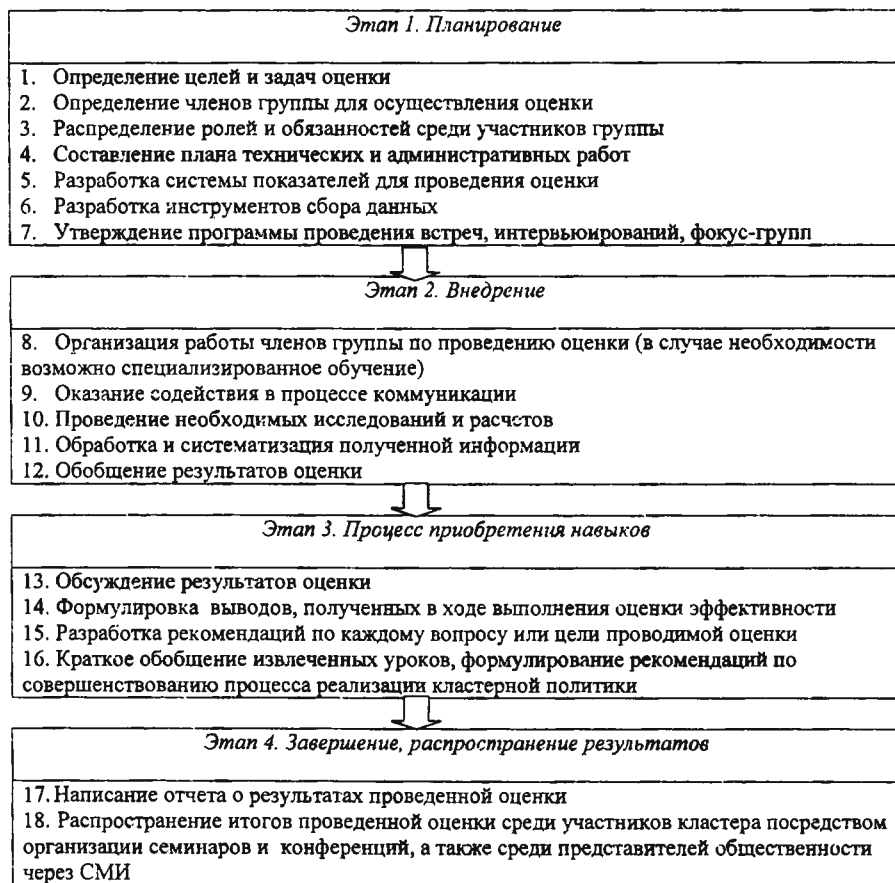 Этап 1. Планирование
1. Определение целей и задач оценки
2. Определение членов группы для осуществления оценки
3. Распределение ролей и обязанностей среди участников группы
4. Составление плана технических и административных работ
5. Разработка системы показателей для проведения оценки
6. Разработка инструментов сбора данных
7. Утверждение программы проведения встреч, интервьюирований, фокус-групп
Этап 2. Внедрение
8. Организация работы членов группы по проведению оценки (в случае необходимости
возможно специализированное обучение)
9. Оказание содействия в процессе коммуникации
10. Проведение необходимых исследований и расчетов
11. Обработка и систематизация полученной информации
12. Обобщение результатов оценки
Этап 3. Процесс приобретения навыков
13. Обсуждение результатов оценки
14. Формулировка выводов, полученных в ходе выполнения оценки эффективности
15. Разработка рекомендаций по каждому вопросу или цели проводимой оценки
16. Краткое обобщение извлеченных уроков, формулирование рекомендаций по
совершенствованию процесса реализации кластерной политики
Этап 4. Завершение, распространение результатов
17. Написание отчета о результатах проведенной оценки
18. Распространение итогов проведенной оценки среди участников кластера посредством
организации семинаров и конференций, а также среди представителей общественности
через СМИ